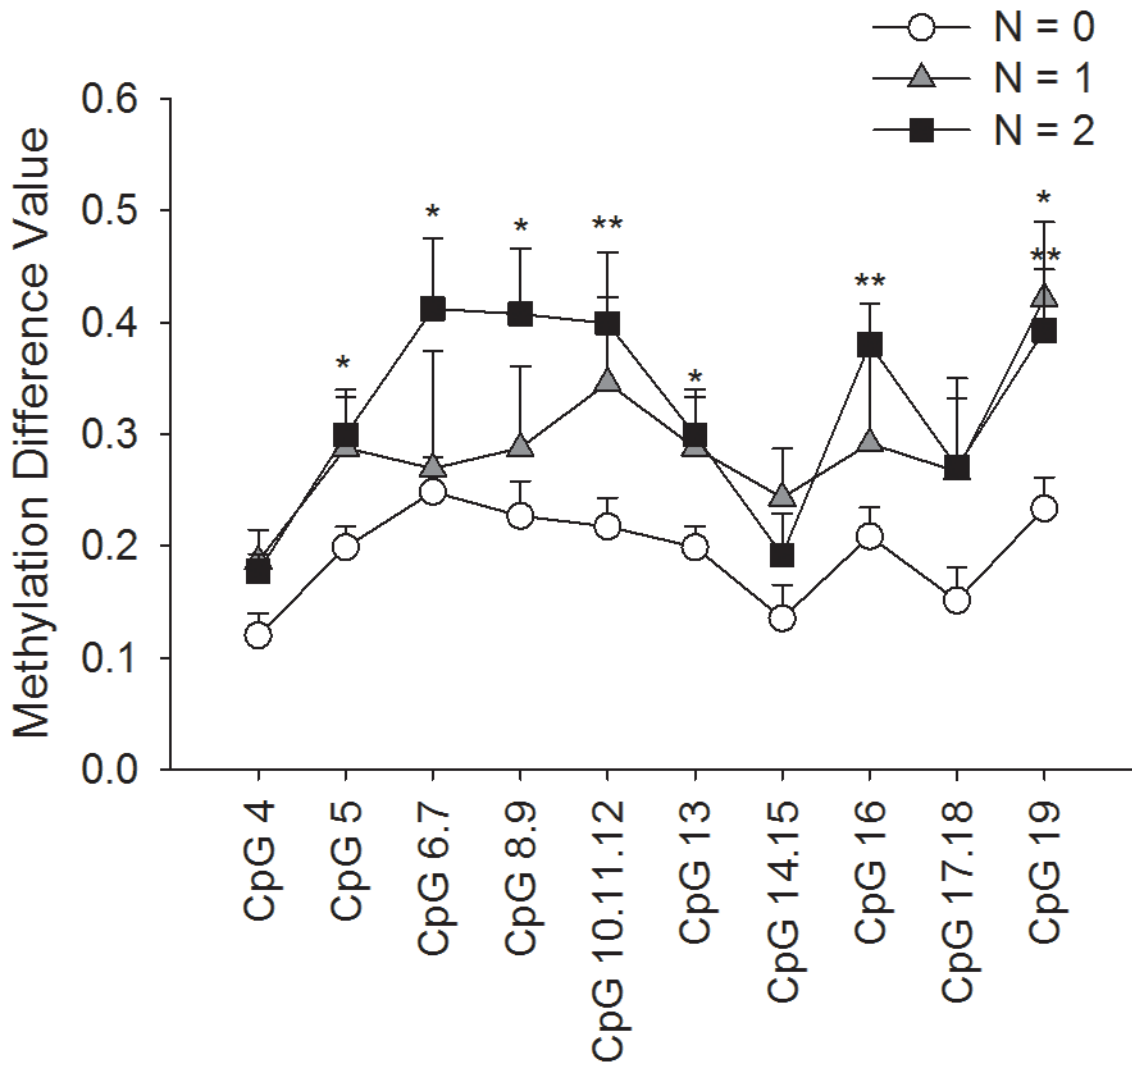 N = 0
N = 1
N = 2
Methylation Difference Value
0.6
0.5
0.4
0.3
0.2
0.1
0.0
*
*
*
**
*
**
*
**
CpG 4
CpG 5
CpG 6.7
CpG 8.9
CpG 10.11.12
CpG 13
CpG 14.15
CpG 16
CpG 17.18
CpG 19